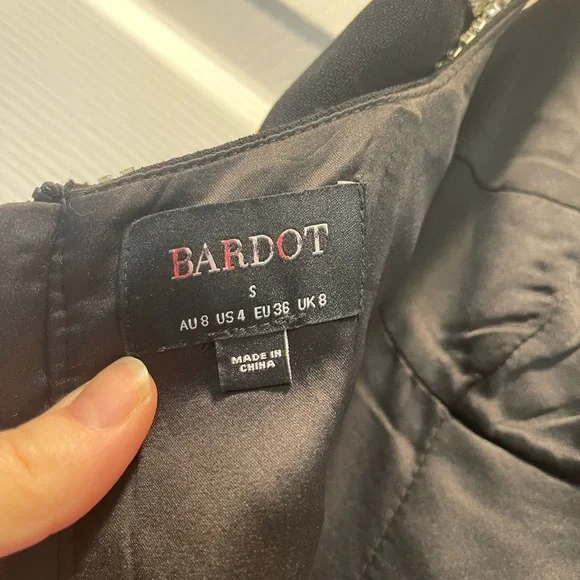 BARDOT
S
AU 8 US 4 EU 36 UK 8
MADE IN
CHINA